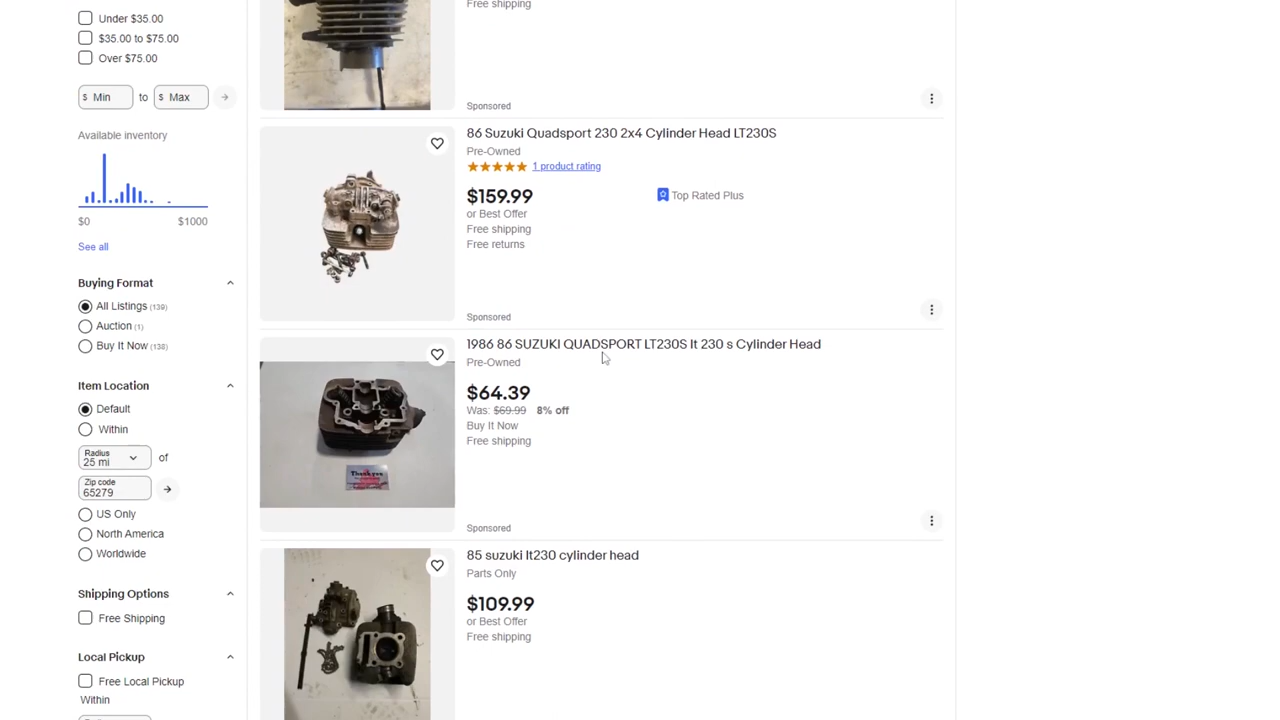 Under $35.00
$35.00 to $75.00
Over $75.00
$ Min to $ Max
Available inventory
$0 $1000
See all
Buying Format
All Listings (139)
Auction (1)
Buy It Now (138)
Item Location
Default
Within
Radius
25 mi of
Zip code
65279
US Only
North America
Worldwide
Shipping Options
Free Shipping
Local Pickup
Free Local Pickup
Within
Free shipping
Sponsored
86 Suzuki Quadsport 230 2x4 Cylinder Head LT230S
Pre-Owned
1 product rating
$159.99 Top Rated Plus
or Best Offer
Free shipping
Free returns
Sponsored
1986 86 SUZUKI QUADSPORT LT230S lt 230 s Cylinder Head
Pre-Owned
$64.39
Was: $69.99 8% off
Buy It Now
Free shipping
Thank you
Sponsored
85 suzuki lt230 cylinder head
Parts Only
$109.99
or Best Offer
Free shipping